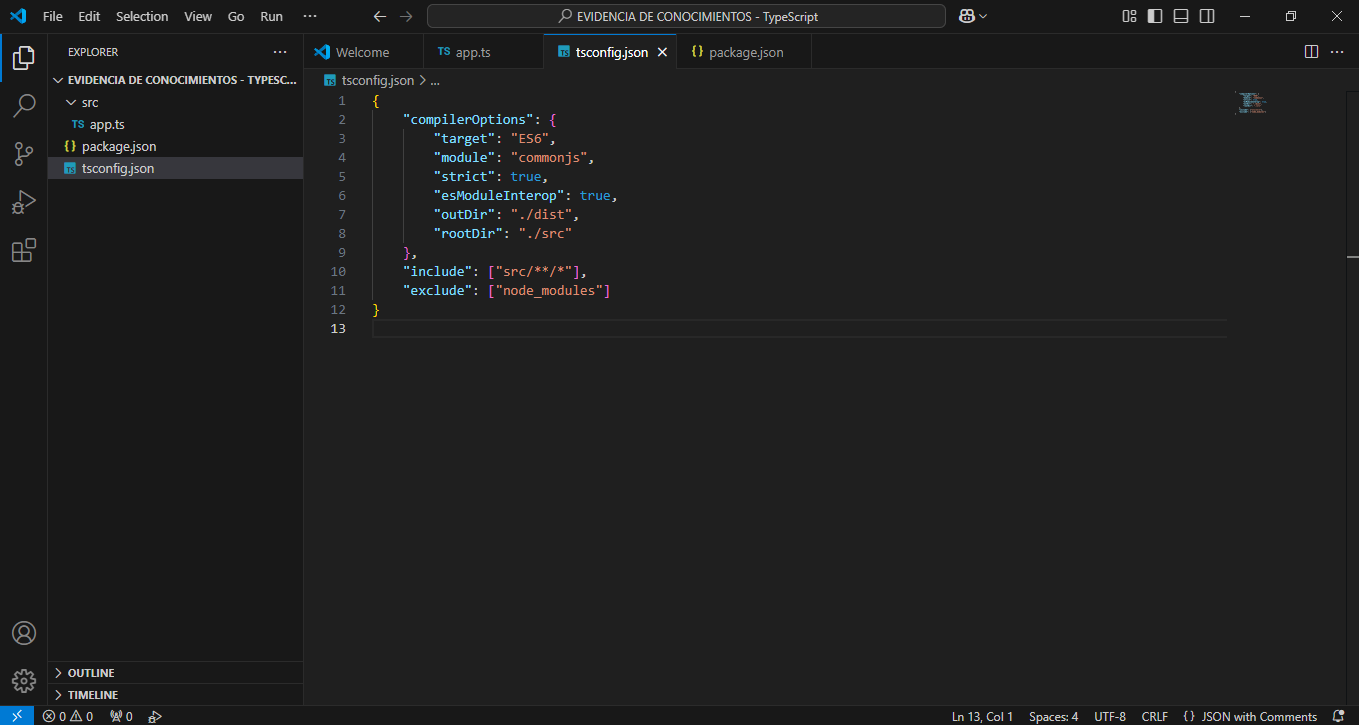 File Edit Selection View Go Run ···
EVIDENCIA DE CONOCIMIENTOS - TypeScript
EXPLORER
EVIDENCIA DE CONOCIMIENTOS - TYPESC...
src
TS app.ts
{} package.json
TS tsconfig.json
OUTLINE
TIMELINE
Welcome
TS app.ts
TS tsconfig.json
{} package.json
TS tsconfig.json > ...
1 {
2 "compilerOptions": {
3 "target": "ES6",
4 "module": "commonjs",
5 "strict": true,
6 "esModuleInterop": true,
7 "outDir": "./dist",
8 "rootDir": "./src"
9 },
10 "include": ["src/**/*"],
11 "exclude": ["node_modules"]
12 }
13
0 0 0
Ln 13, Col 1 Spaces: 4 UTF-8 CRLF {} JSON with Comments